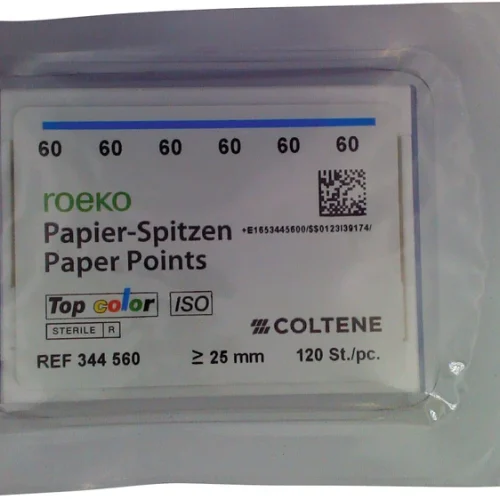 60 60 60 60 60 60
roeko
Papier-Spitzen +E1653445600/$S0123I39174/
Paper Points
Top color ISO
STERILE R
COLTENE
REF 344 560 ≥ 25 mm 120 St./pc.